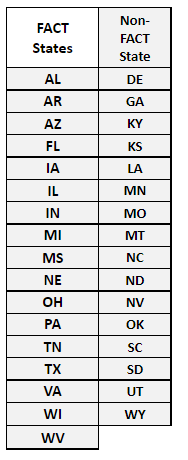 FACT States
Non-FACT State
AL DE
AR GA
AZ KY
FL KS
IA LA
IL MN
IN MO
MI MT
MS NC
NE ND
OH NV
PA OK
TN SC
TX SD
VA UT
WI WY
WV